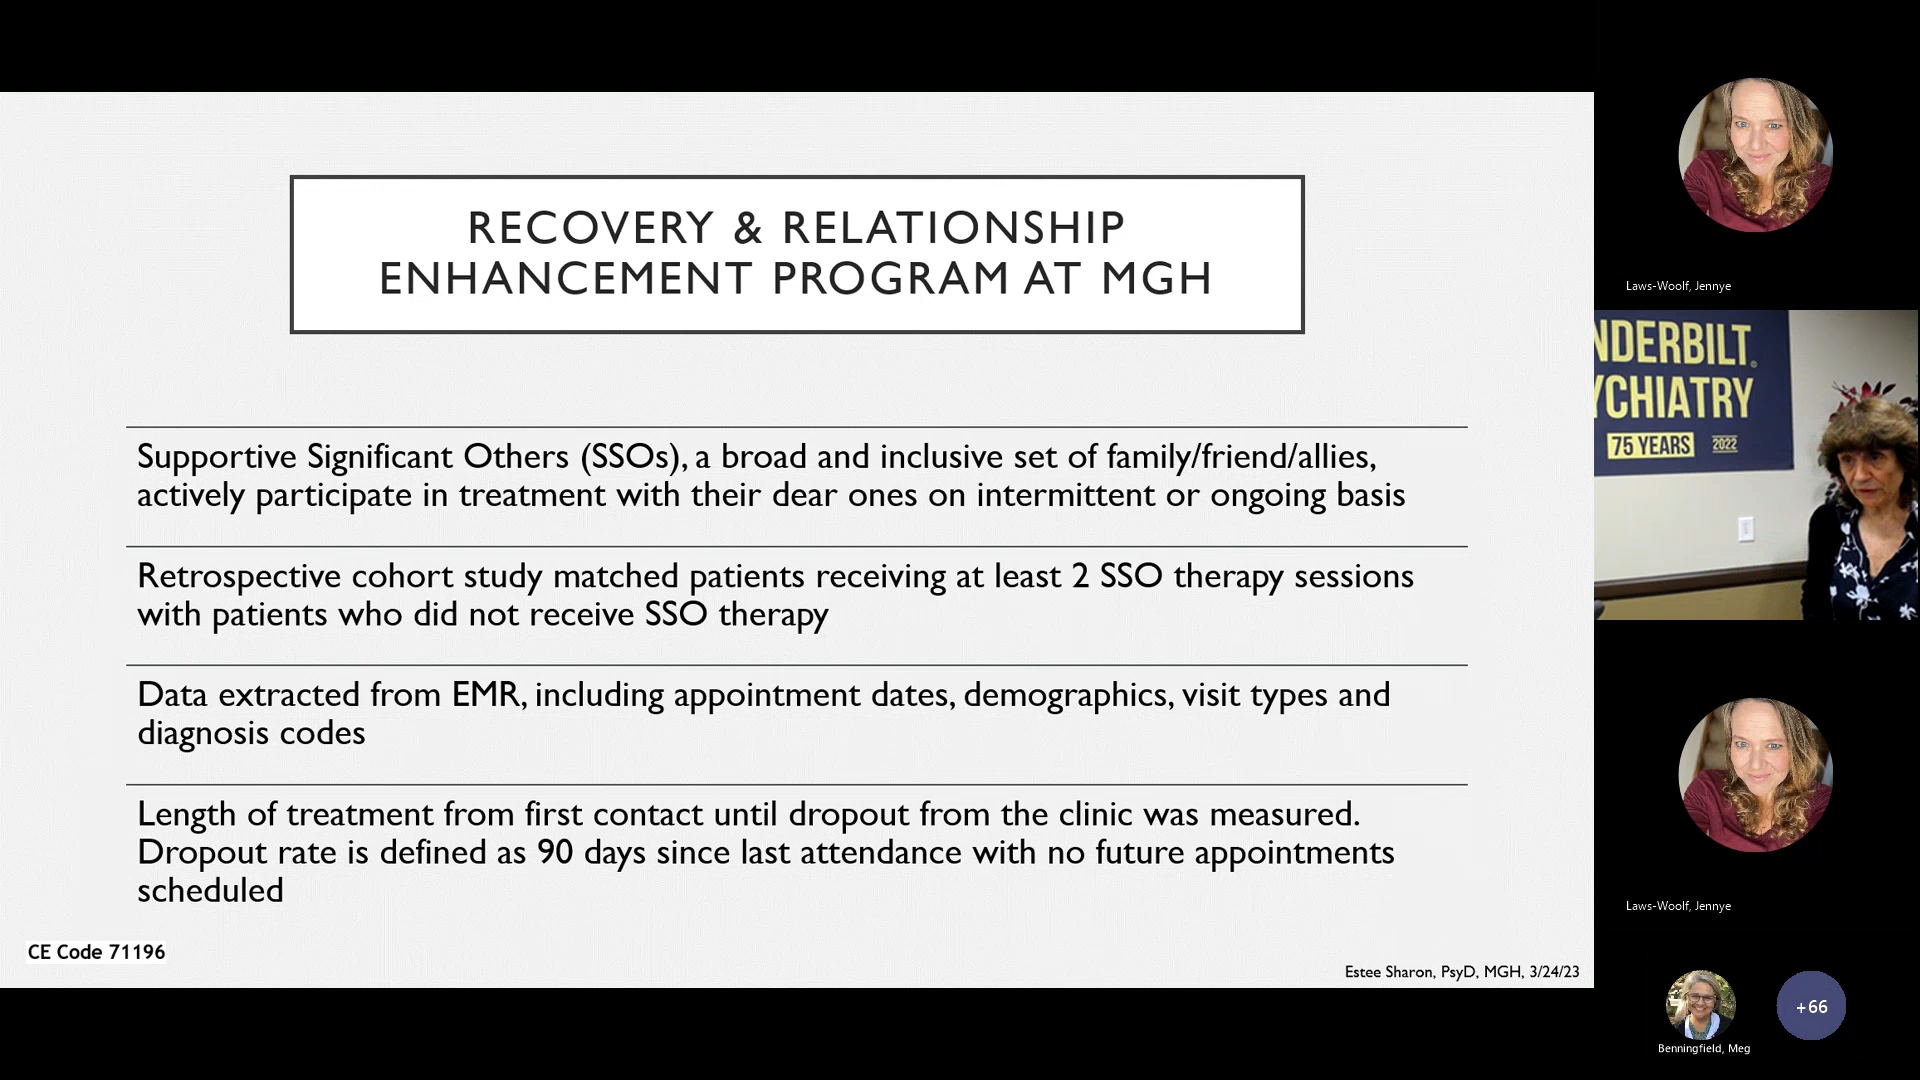 RECOVERY & RELATIONSHIP
ENHANCEMENT PROGRAM AT MGH
Supportive Significant Others (SSOs), a broad and inclusive set of family/friend/allies,
actively participate in treatment with their dear ones on intermittent or ongoing basis
Retrospective cohort study matched patients receiving at least 2 SSO therapy sessions
with patients who did not receive SSO therapy
Data extracted from EMR, including appointment dates, demographics, visit types and
diagnosis codes
Length of treatment from first contact until dropout from the clinic was measured.
Dropout rate is defined as 90 days since last attendance with no future appointments
scheduled
CE Code 71196
Estee Sharon, PsyD, MGH, 3/24/23
Laws-Woolf, Jennye
NDERBILT
YCHIATRY
75 YEARS 2022
Laws-Woolf, Jennye
Benningfield, Meg
+66